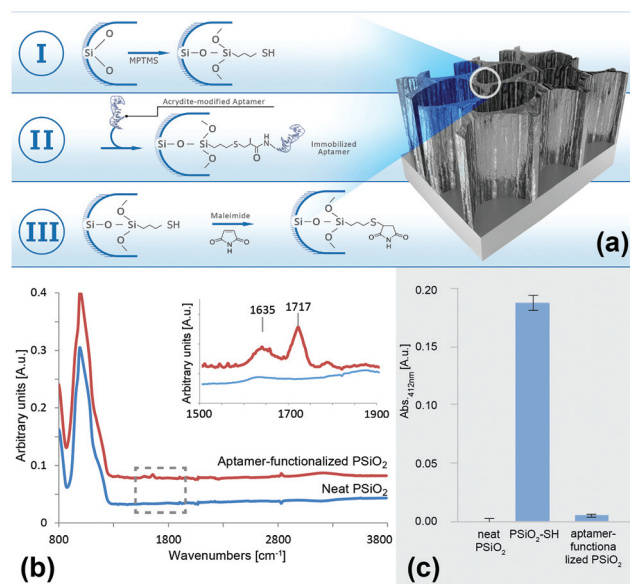 I
Si
O
O
MPTMS
Si—O—Si
O
O
SH
Acrydite-modified Aptamer
II
Si—O—Si
O
O
S
O
H
N
Immobilized
Aptamer
III
Si—O—Si
O
O
SH
Maleimide
O
N
H
O
Si—O—Si
O
O
S
O
N
H
O
(a)
0.4
0.3
0.2
0.1
0
Arbitrary units [A.u.]
1635
1717
Arbitrary units [A.u.]
1500
1700
1900
Aptamer-functionalized PSiO2
Neat PSiO2
800
1800
2800
3800
Wavenumbers [cm-1]
(b)
0.20
0.15
0.10
0.05
0.00
Abs.412nm [A.u.]
neat
PSiO2
PSiO2-SH
aptamer-
functiona
lized PSiO2
(c)